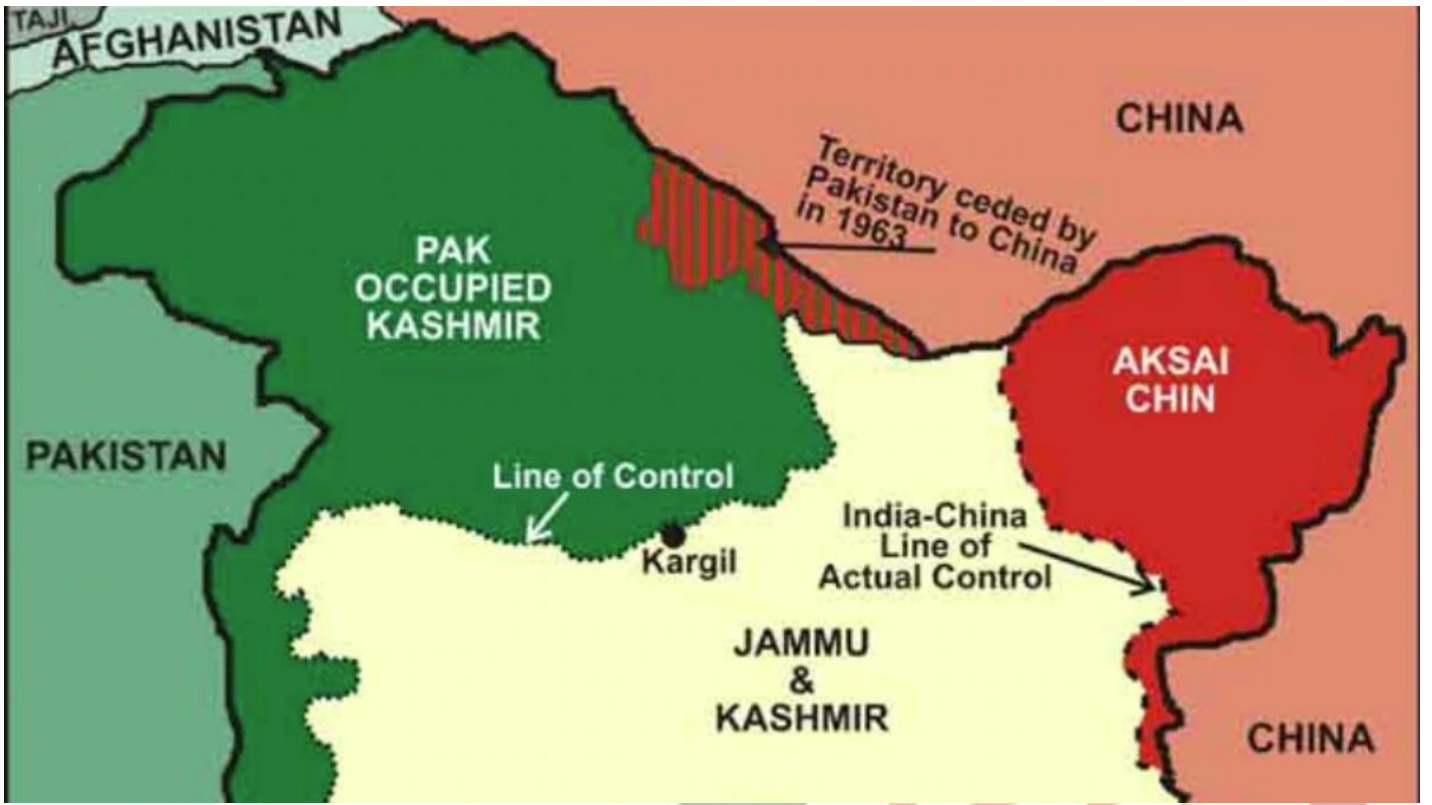 TAJI.
AFGHANISTAN
CHINA
Territory ceded by
Pakistan to China
in 1963
PAK
OCCUPIED
KASHMIR
AKSAI
CHIN
PAKISTAN
Line of Control
India-China
Line of
Actual Control
Kargil
JAMMU
&
KASHMIR
CHINA